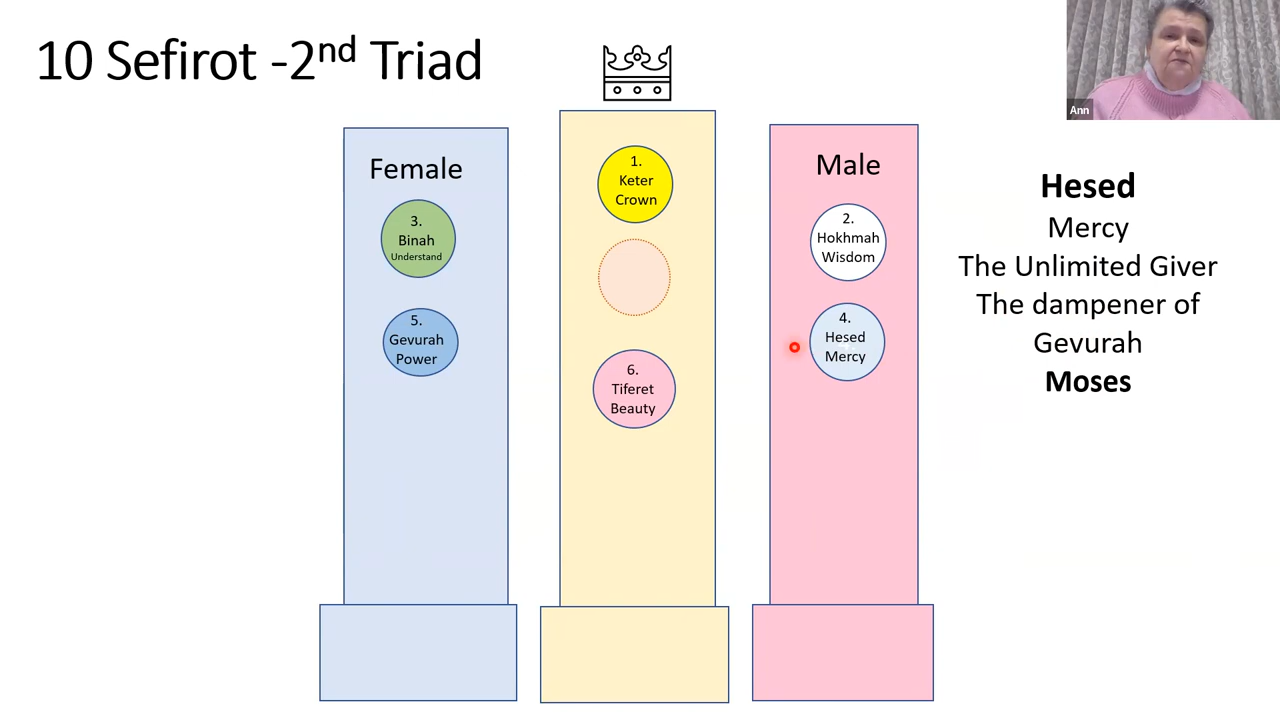 10 Sefirot -2nd Triad
Ann
Female
3.
Binah
Understand
5.
Gevurah
Power
1.
Keter
Crown
6.
Tiferet
Beauty
Male
2.
Hokhmah
Wisdom
4.
Hesed
Mercy
Hesed
Mercy
The Unlimited Giver
The dampener of
Gevurah
Moses